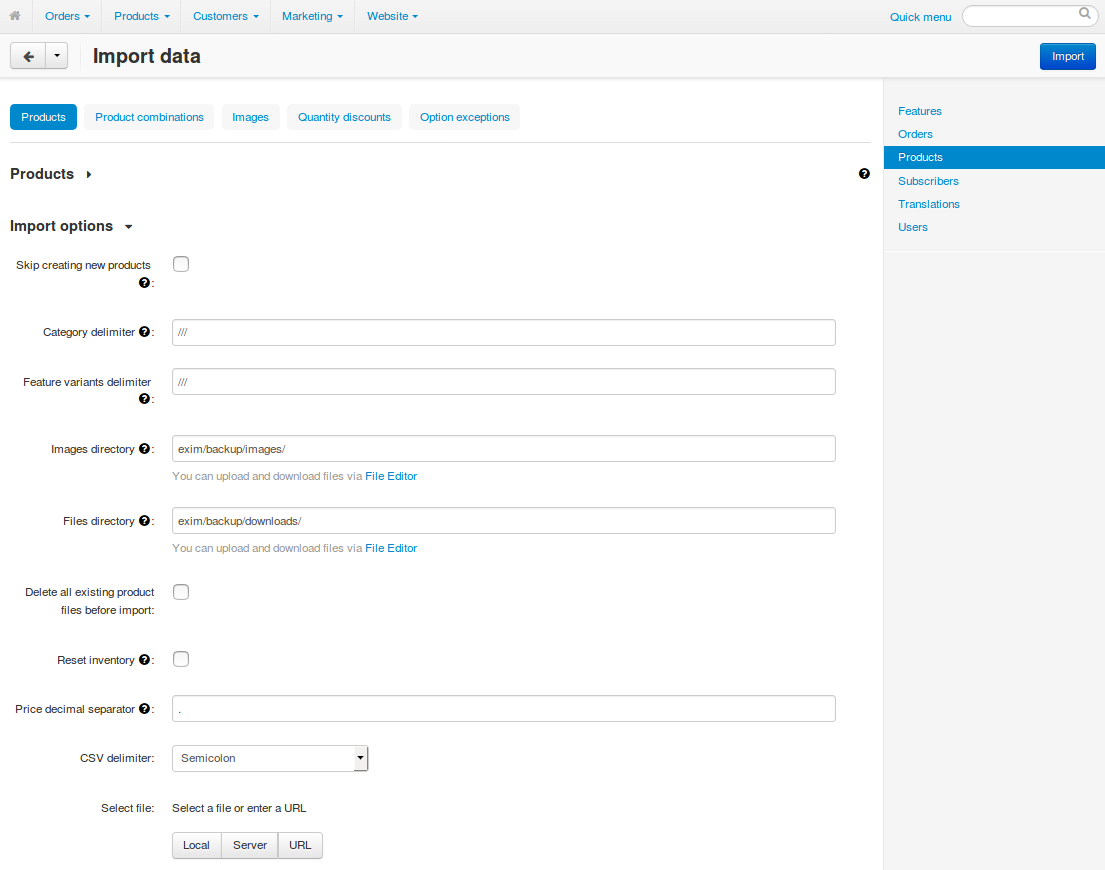 Orders Products Customers Marketing Website Quick menu
Import data Import
Products Product combinations Images Quantity discounts Option exceptions
Features
Orders
Products
Subscribers
Translations
Users
Products
Import options
Skip creating new products
:
Category delimiter : ///
Feature variants delimiter ///
:
Images directory : exim/backup/images/
You can upload and download files via File Editor
Files directory : exim/backup/downloads/
You can upload and download files via File Editor
Delete all existing product
files before import:
Reset inventory :
Price decimal separator : .
CSV delimiter: Semicolon
Select file: Select a file or enter a URL
Local Server URL